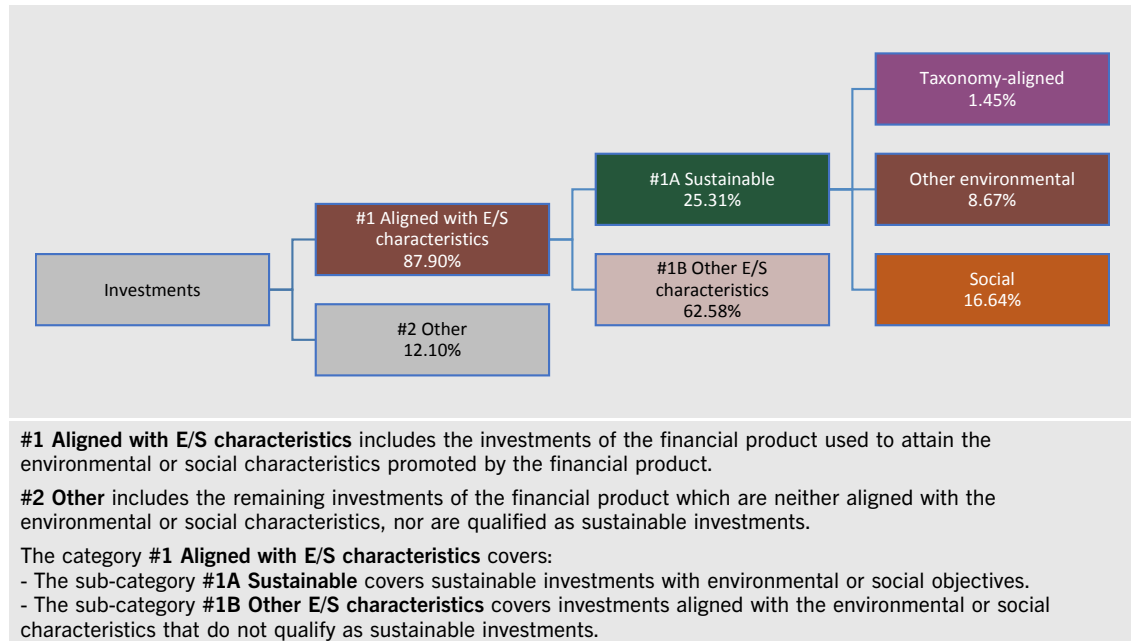 Investments
#1 Aligned with E/S
characteristics
87.90%
#2 Other
12.10%
#1A Sustainable
25.31%
#1B Other E/S
characteristics
62.58%
Taxonomy-aligned
1.45%
Other environmental
8.67%
Social
16.64%
#1 Aligned with E/S characteristics includes the investments of the financial product used to attain the
environmental or social characteristics promoted by the financial product.
#2 Other includes the remaining investments of the financial product which are neither aligned with the
environmental or social characteristics, nor are qualified as sustainable investments.
The category #1 Aligned with E/S characteristics covers:
- The sub-category #1A Sustainable covers sustainable investments with environmental or social objectives.
- The sub-category #1B Other E/S characteristics covers investments aligned with the environmental or social
characteristics that do not qualify as sustainable investments.